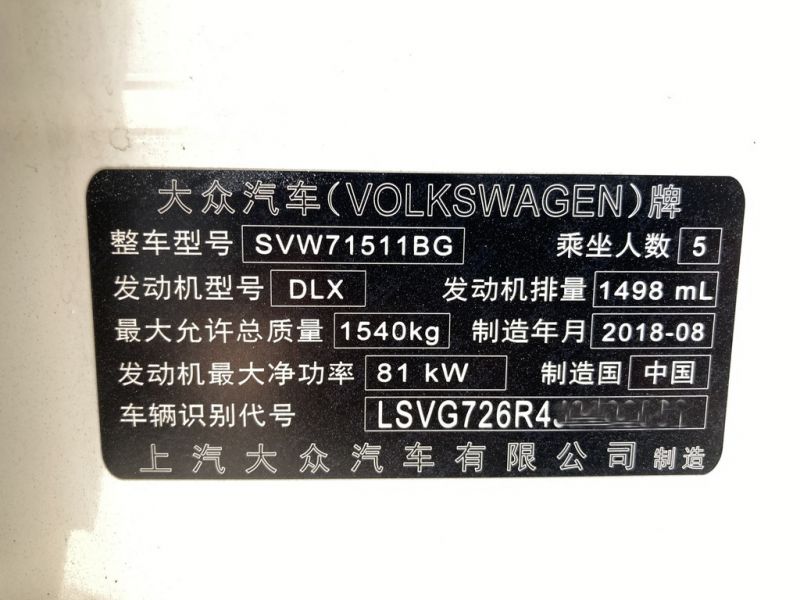 大众汽车(VOLKSWAGEN)牌
整车型号 SVW71511BG 乘坐人数 5
发动机型号 DLX 发动机排量 1498 mL
最大允许总质量 1540kg 制造年月 2018-08
发动机最大净功率 81 kW 制造国 中国
车辆识别代号 LSVG726R4
上汽大众汽车有限公司 制造